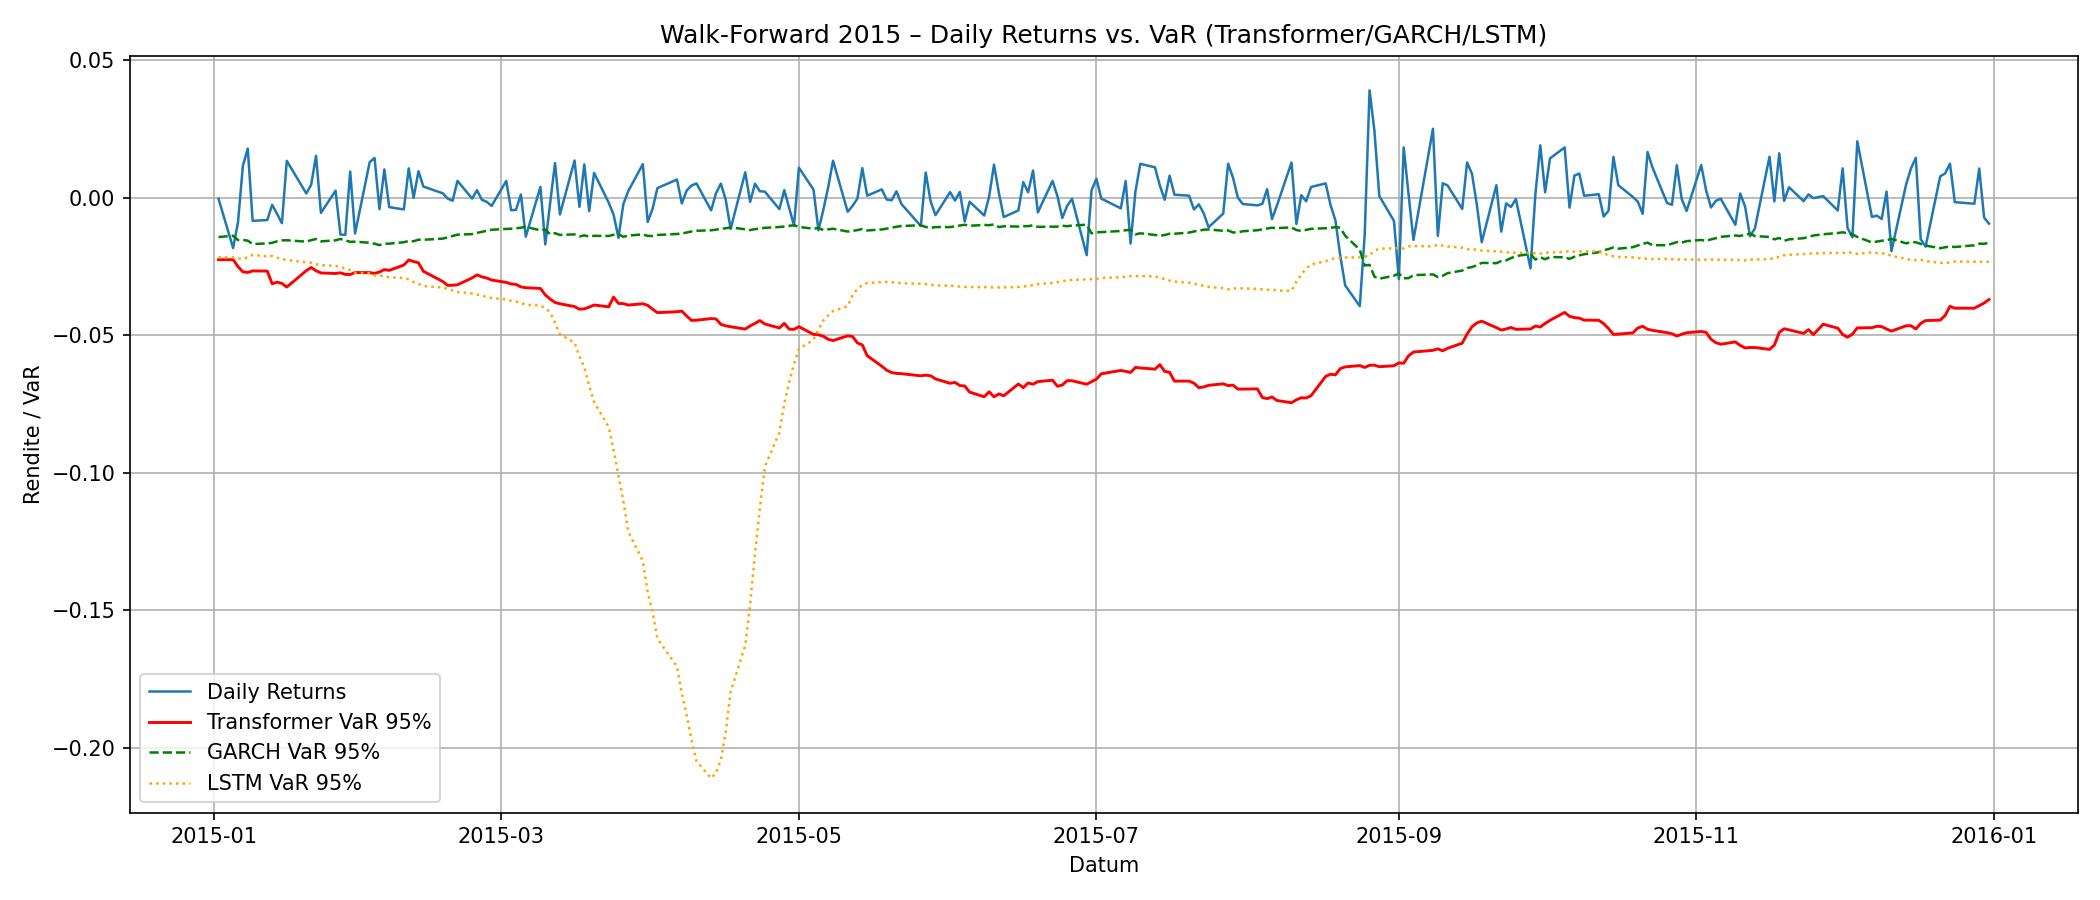 Walk-Forward 2015 – Daily Returns vs. VaR (Transformer/GARCH/LSTM)
0.05
0.00
−0.05
−0.10
−0.15
−0.20
Rendite / VaR
Daily Returns
Transformer VaR 95%
GARCH VaR 95%
LSTM VaR 95%
2015-01
2015-03
2015-05
2015-07
2015-09
2015-11
2016-01
Datum